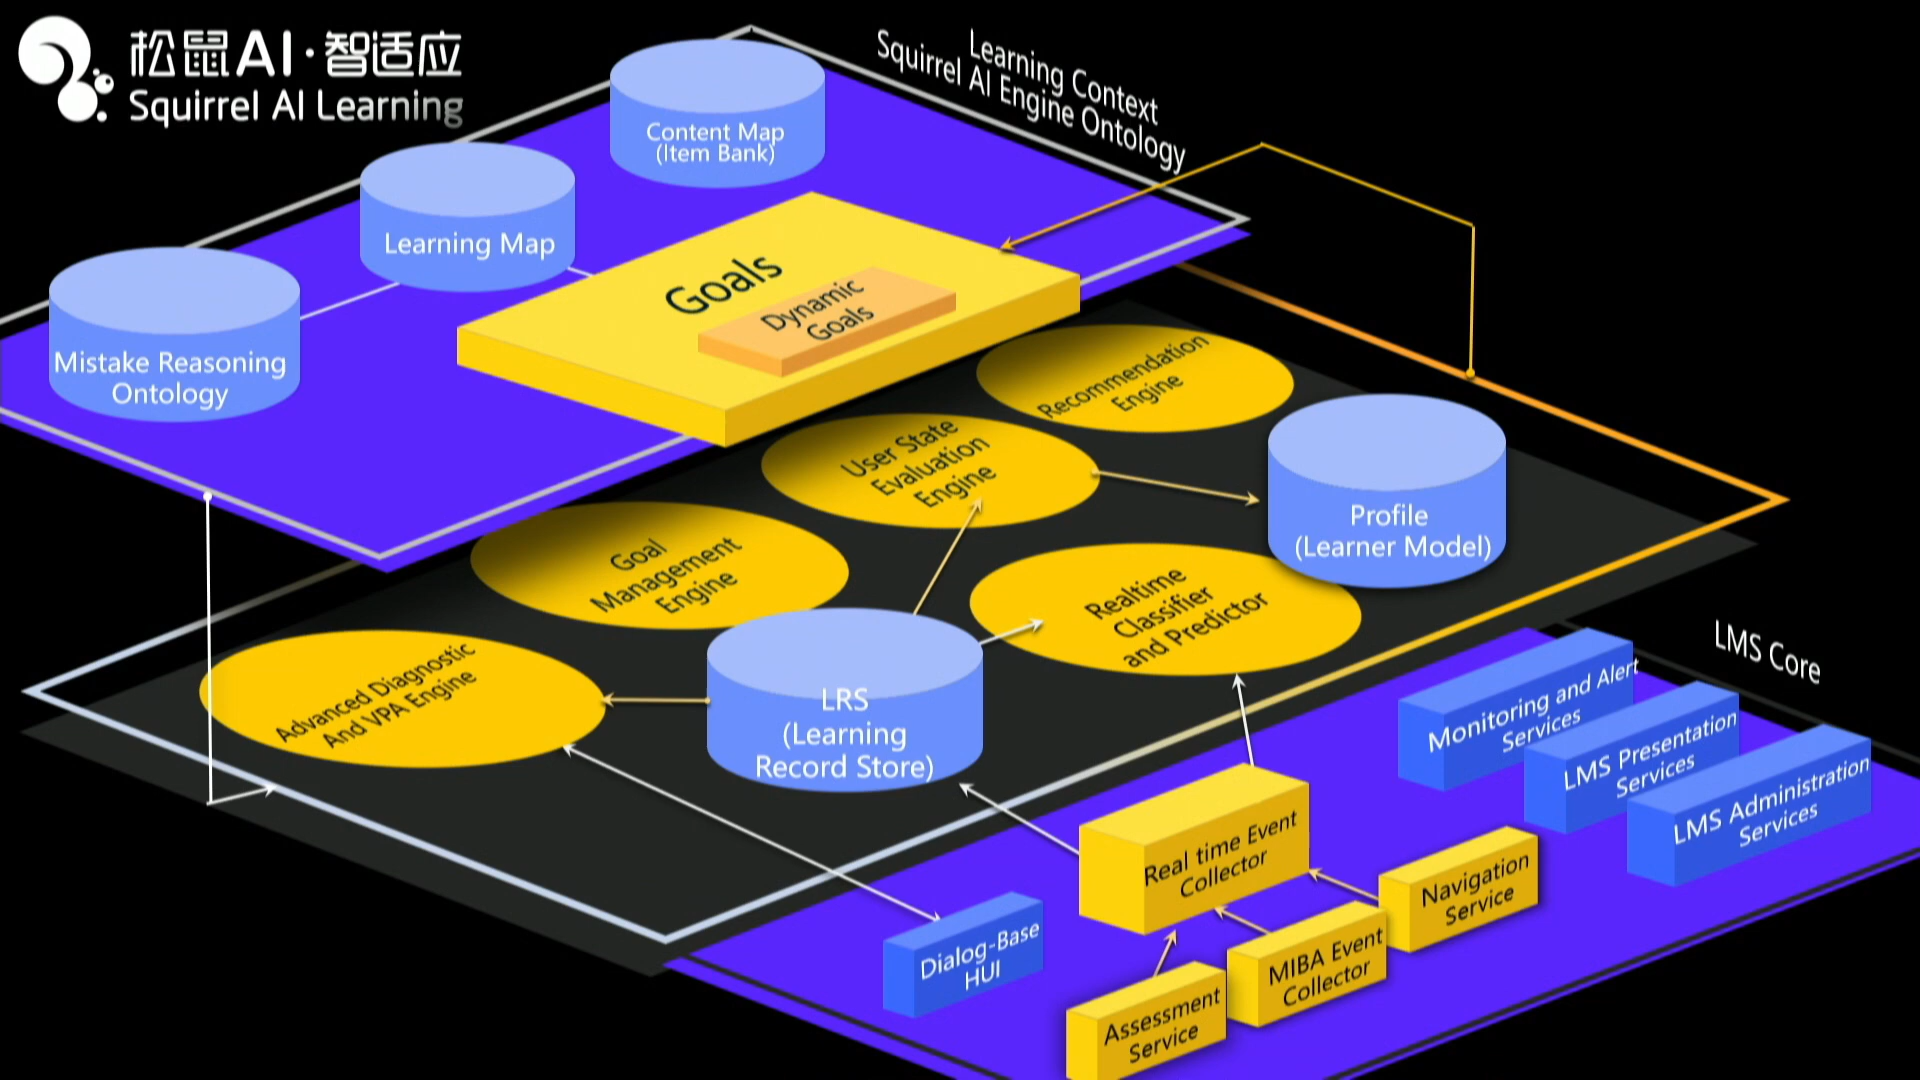 松鼠AI·智适应
Squirrel AI Learning
Learning Context
Squirrel AI Engine Ontology
Content Map
(Item Bank)
Learning Map
Mistake Reasoning
Ontology
Goals
Dynamic
Goals
Recommendation
Engine
User State
Evaluation
Engine
Profile
(Learner Model)
Goal
Management
Engine
Realtime
Classifier
and Predictor
Advanced Diagnostic
And VPA Engine
LRS
(Learning
Record Store)
LMS Core
Monitoring and Alert
Services
LMS Presentation
Services
LMS Administration
Services
Real time Event
Collector
Navigation
Service
MIBA Event
Collector
Dialog-Base
HUI
Assessment
Service